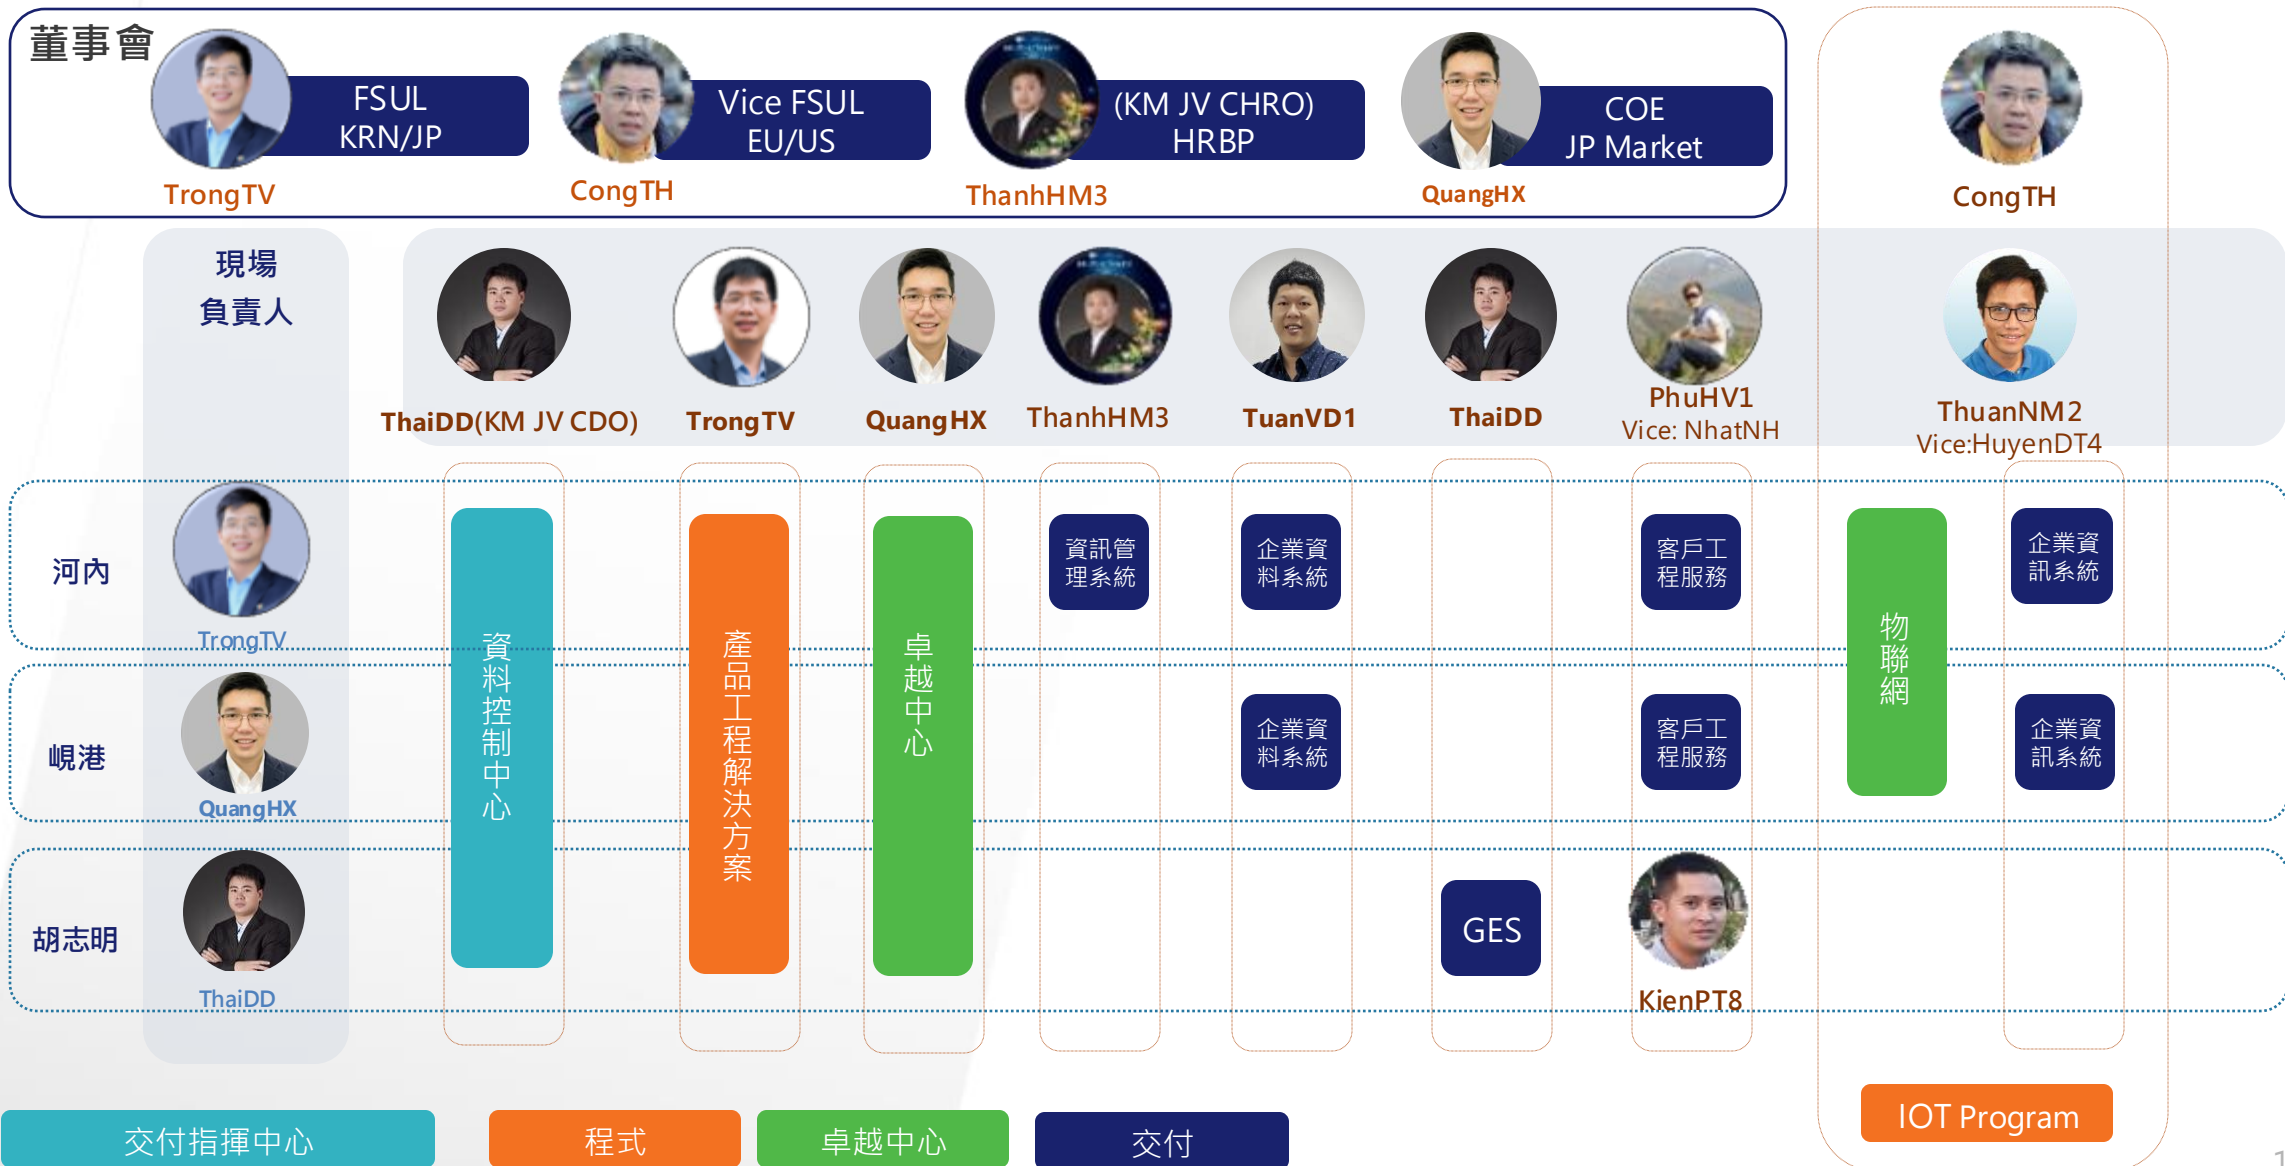 董事會
FSUL
KRN/JP
Vice FSUL
EU/US
(KM JV CHRO)
HRBP
COE
JP Market
TrongTV
CongTH
ThanhHM3
QuangHX
CongTH
現場
負責人
ThaiDD(KM JV CDO)
TrongTV
QuangHX
ThanhHM3
TuanVD1
ThaiDD
PhuHV1
Vice: NhatNH
ThuanNM2
Vice:HuyenDT4
河內
TrongTV
資料控制中心
產品工程解決方案
卓越中心
資訊管
理系統
企業資
料系統
客戶工
程服務
物聯網
企業資
訊系統
峴港
QuangHX
企業資
料系統
客戶工
程服務
企業資
訊系統
胡志明
ThaiDD
GES
KienPT8
IOT Program
交付指揮中心
程式
卓越中心
交付
1